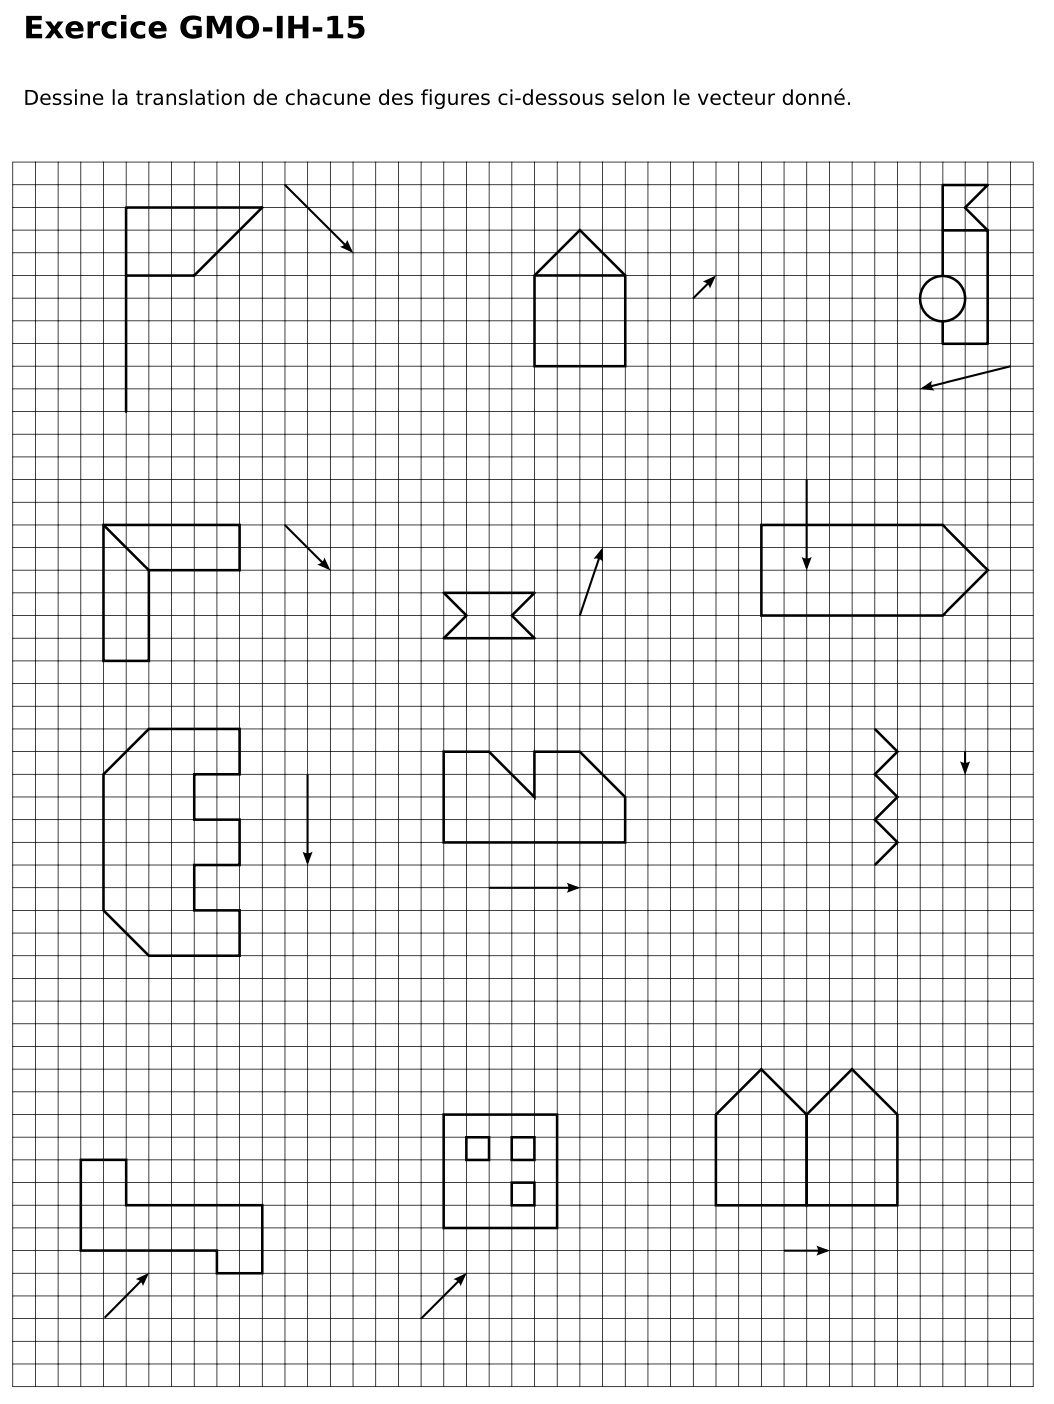 Exercice GMO-IH-15
Dessine la translation de chacune des figures ci-dessous selon le vecteur donné.